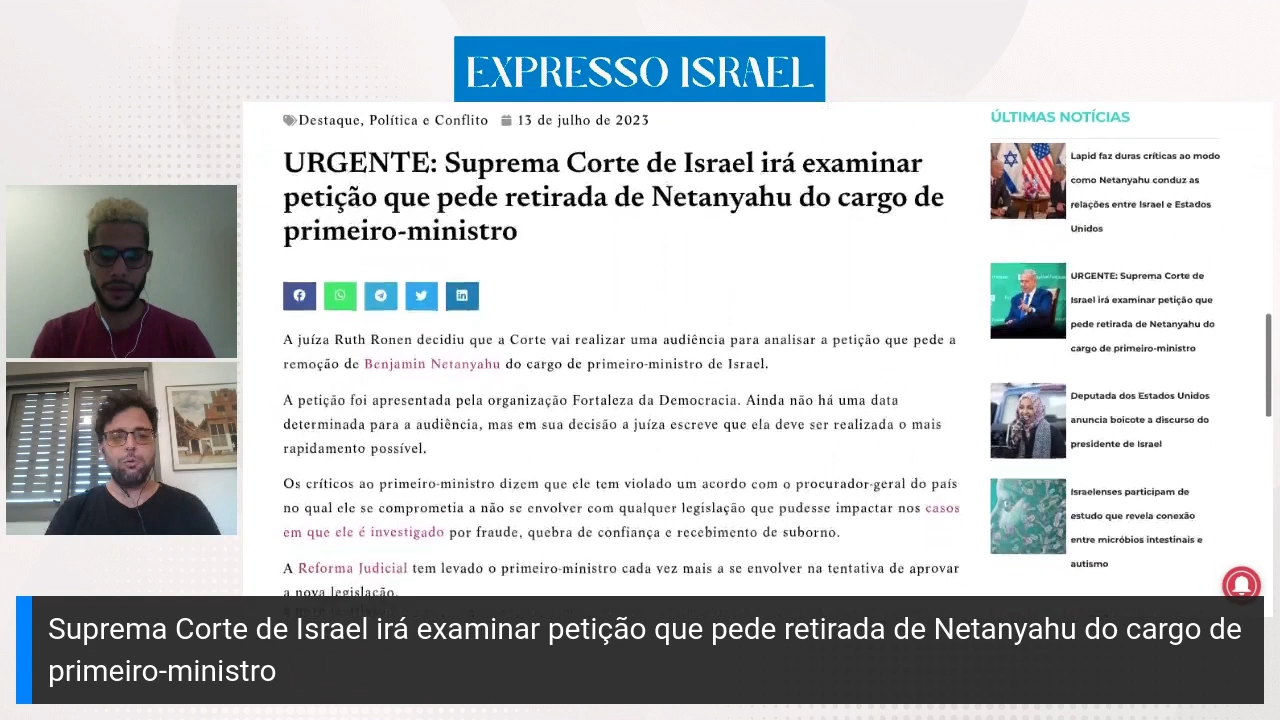 EXPRESSO ISRAEL
Destaque, Política e Conflito 13 de julho de 2023
URGENTE: Suprema Corte de Israel irá examinar
petição que pede retirada de Netanyahu do cargo de
primeiro-ministro
A juíza Ruth Ronen decidiu que a Corte vai realizar uma audiência para analisar a petição que pede a
remoção de Benjamin Netanyahu do cargo de primeiro-ministro de Israel.
A petição foi apresentada pela organização Fortaleza da Democracia. Ainda não há uma data
determinada para a audiência, mas em sua decisão a juíza escreve que ela deve ser realizada o mais
rapidamento possível.
Os críticos ao primeiro-ministro dizem que ele tem violado um acordo com o procurador-geral do país
no qual ele se comprometia a não se envolver com qualquer legislação que pudesse impactar nos casos
em que ele é investigado por fraude, quebra de confiança e recebimento de suborno.
A Reforma Judicial tem levado o primeiro-ministro cada vez mais a se envolver na tentativa de aprovar
a nova legislação.
ÚLTIMAS NOTÍCIAS
Lapid faz duras críticas ao modo
como Netanyahu conduz as
relações entre Israel e Estados
Unidos
URGENTE: Suprema Corte de
Israel irá examinar petição que
pede retirada de Netanyahu do
cargo de primeiro-ministro
Deputada dos Estados Unidos
anuncia boicote a discurso do
presidente de Israel
Israelenses participam de
estudo que revela conexão
entre micróbios intestinais e
autismo
Suprema Corte de Israel irá examinar petição que pede retirada de Netanyahu do cargo de
primeiro-ministro